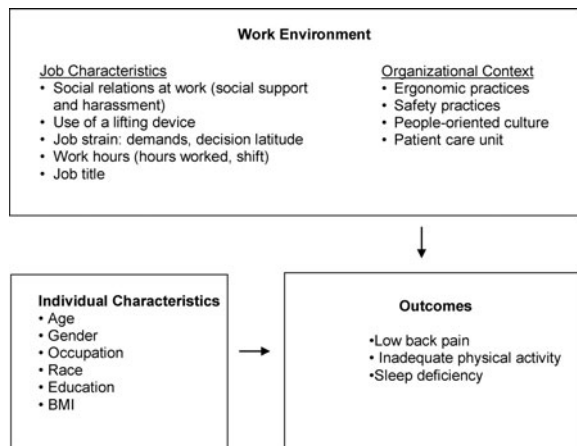 Work Environment
Job Characteristics
• Social relations at work (social support
and harassment)
• Use of a lifting device
• Job strain: demands, decision latitude
• Work hours (hours worked, shift)
• Job title
Organizational Context
• Ergonomic practices
• Safety practices
• People-oriented culture
• Patient care unit
Individual Characteristics
• Age
• Gender
• Occupation
• Race
• Education
• BMI
Outcomes
•Low back pain
• Inadequate physical activity
•Sleep deficiency